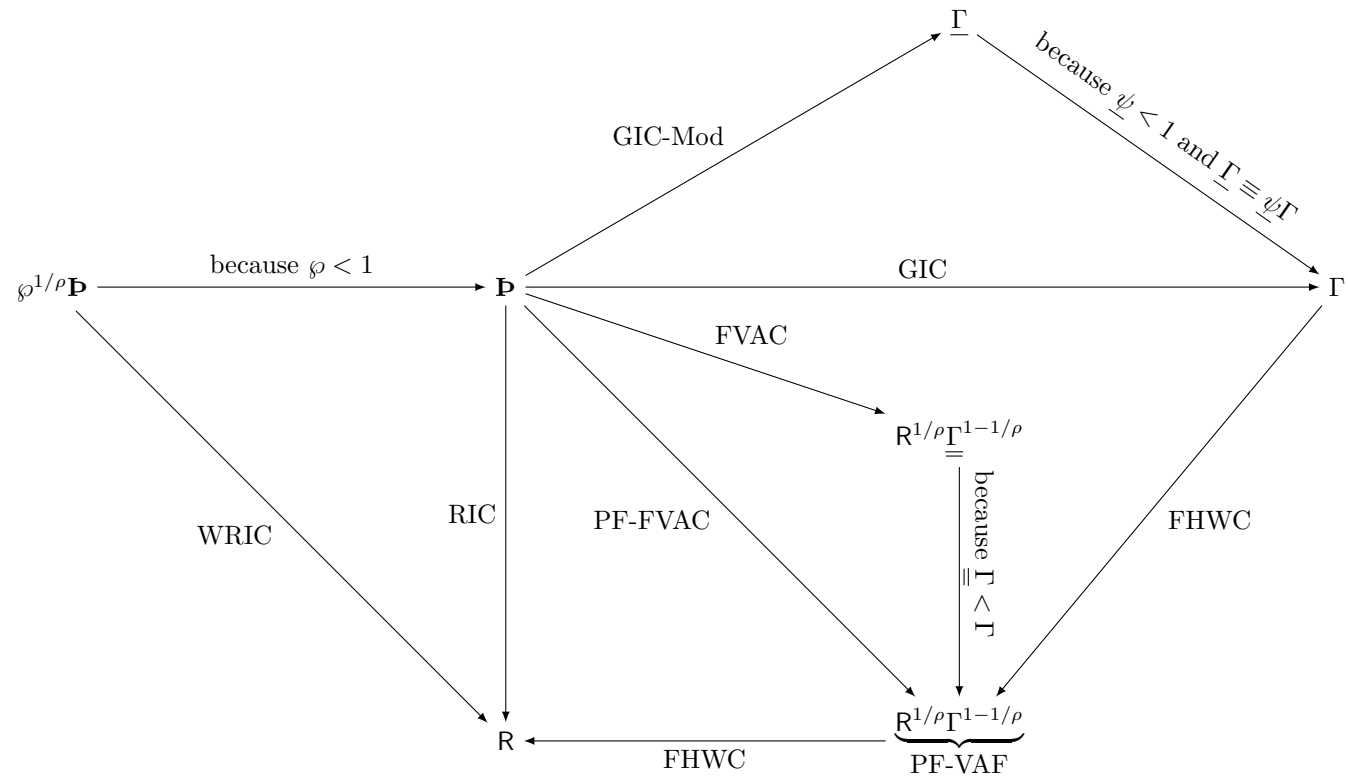 Γ̲
because ψ̲ < 1 and Γ̲ ≡ ψ̲Γ
GIC-Mod
℘^{1/ρ}Þ
because ℘ < 1
Þ
GIC
Γ
FVAC
R^{1/ρ}Γ̳^{1−1/ρ}
because Γ̳ < Γ
WRIC
RIC
PF-FVAC
FHWC
R
FHWC
R^{1/ρ}Γ^{1−1/ρ}
PF-VAF